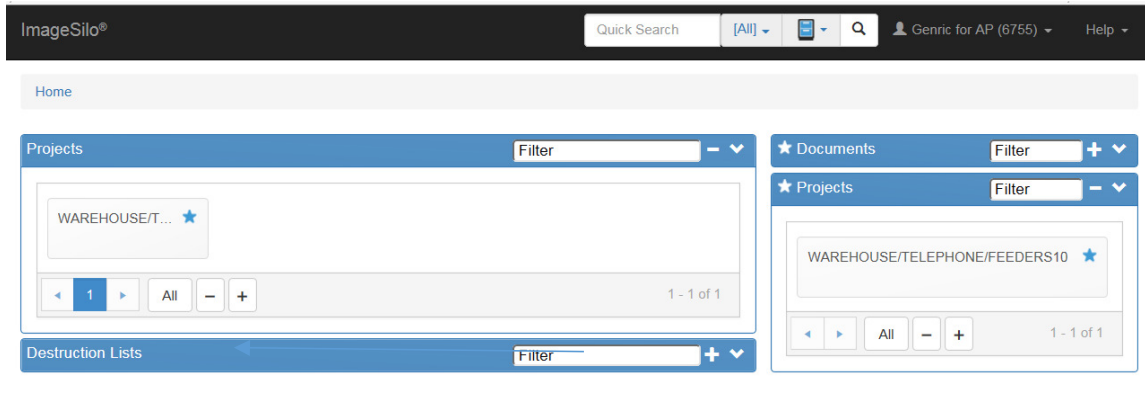 ImageSilo® Quick Search [All] Genric for AP (6755) Help
Home
Projects Filter
WAREHOUSE/T...
1 All − + 1 - 1 of 1
Destruction Lists Filter
Documents Filter
Projects Filter
WAREHOUSE/TELEPHONE/FEEDERS10
All − + 1 - 1 of 1